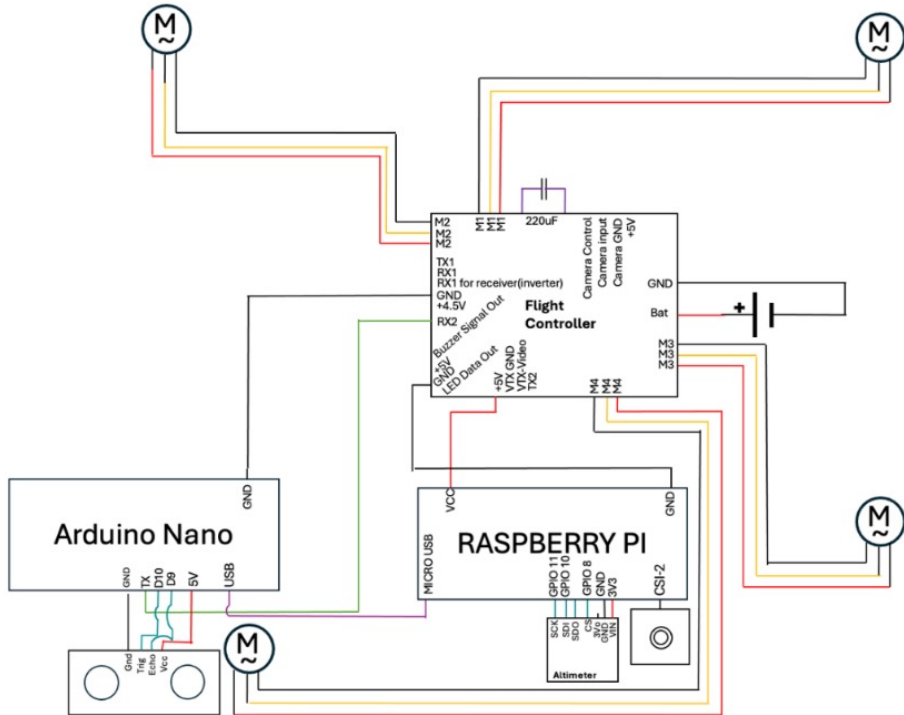 M
~
M
~
220uF
M2
M2
M2
M1
M1
M1
Camera Control
Camera input
Camera GND
+5V
TX1
RX1
RX1 for receiver(inverter)
GND
+4.5V
RX2
Buzzer Signal Out
+5V
GND
LED Data Out
Flight
Controller
GND
Bat
+
M3
M3
M3
+5V
VTX GND
VTX-Video
TX2
M4
M4
M4
Arduino Nano
GND
GND
TX
D10
D9
5V
USB
Gnd
Trig
Echo
Vcc
RASPBERRY PI
VCC
GND
MICRO USB
GPIO 11
GPIO 10
GPIO 8
GND
3V3
CSI-2
SCK
SDI
SDO
CS
3Vo
GND
VIN
Altimeter
M
~
M
~